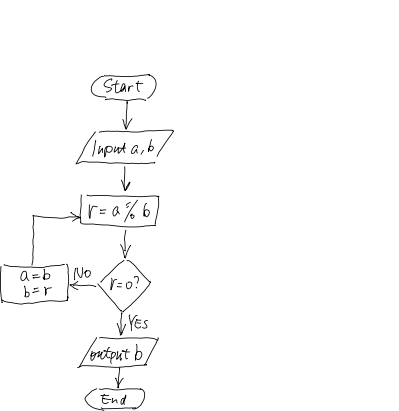 Start
Input a, b
r = a % b
r=0?
NO
a=b
b=r
YES
output b
End